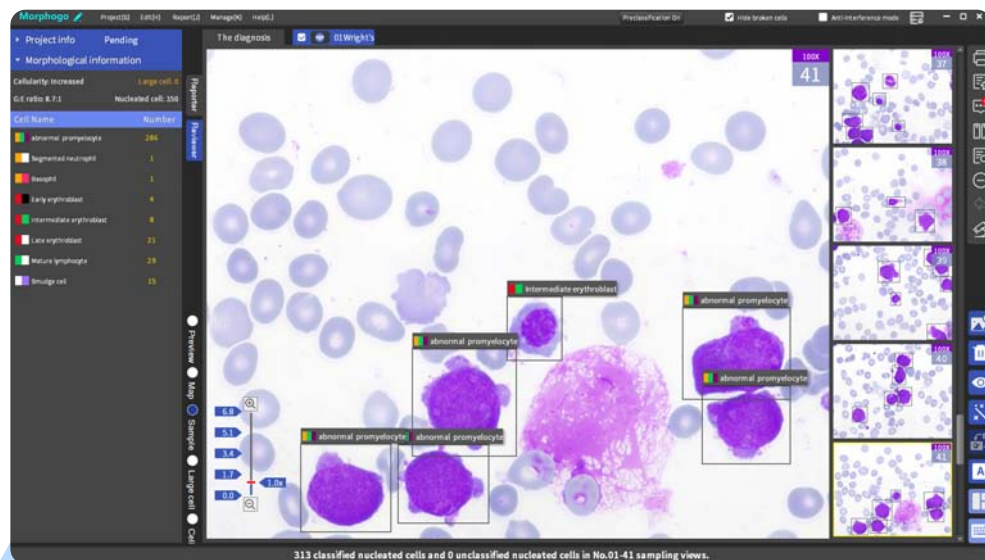 Morphogo Project(S) Edit(H) Report(J) Manage(K) Help(L) Preclassification On Hide broken cells Anti-interference mode
Project info Pending
The diagnosis 01Wright's
Morphological information
Cellularity: Increased Large cell: 0
G:E ratio: 8.7:1 Nucleated cell: 350
Cell Name Number
abnormal promyelocyte 286
Segmented neutrophil 1
Basophil 1
Early erythroblast 4
Intermediate erythroblast 8
Late erythroblast 21
Mature lymphocyte 28
Smudge cell 15
Reporter
Reviewer
Preview
Map
Sample
Large cell
Cell
100X
41
Intermediate erythroblast
abnormal promyelocyte
abnormal promyelocyte
abnormal promyelocyte
abnormal promyelocyte
abnormal promyelocyte
6.8
5.1
3.4
1.7
1.0x
0.0
100X
37
100X
38
100X
39
100X
40
100X
41
A
313 classified nucleated cells and 0 unclassified nucleated cells in No.01-41 sampling views.